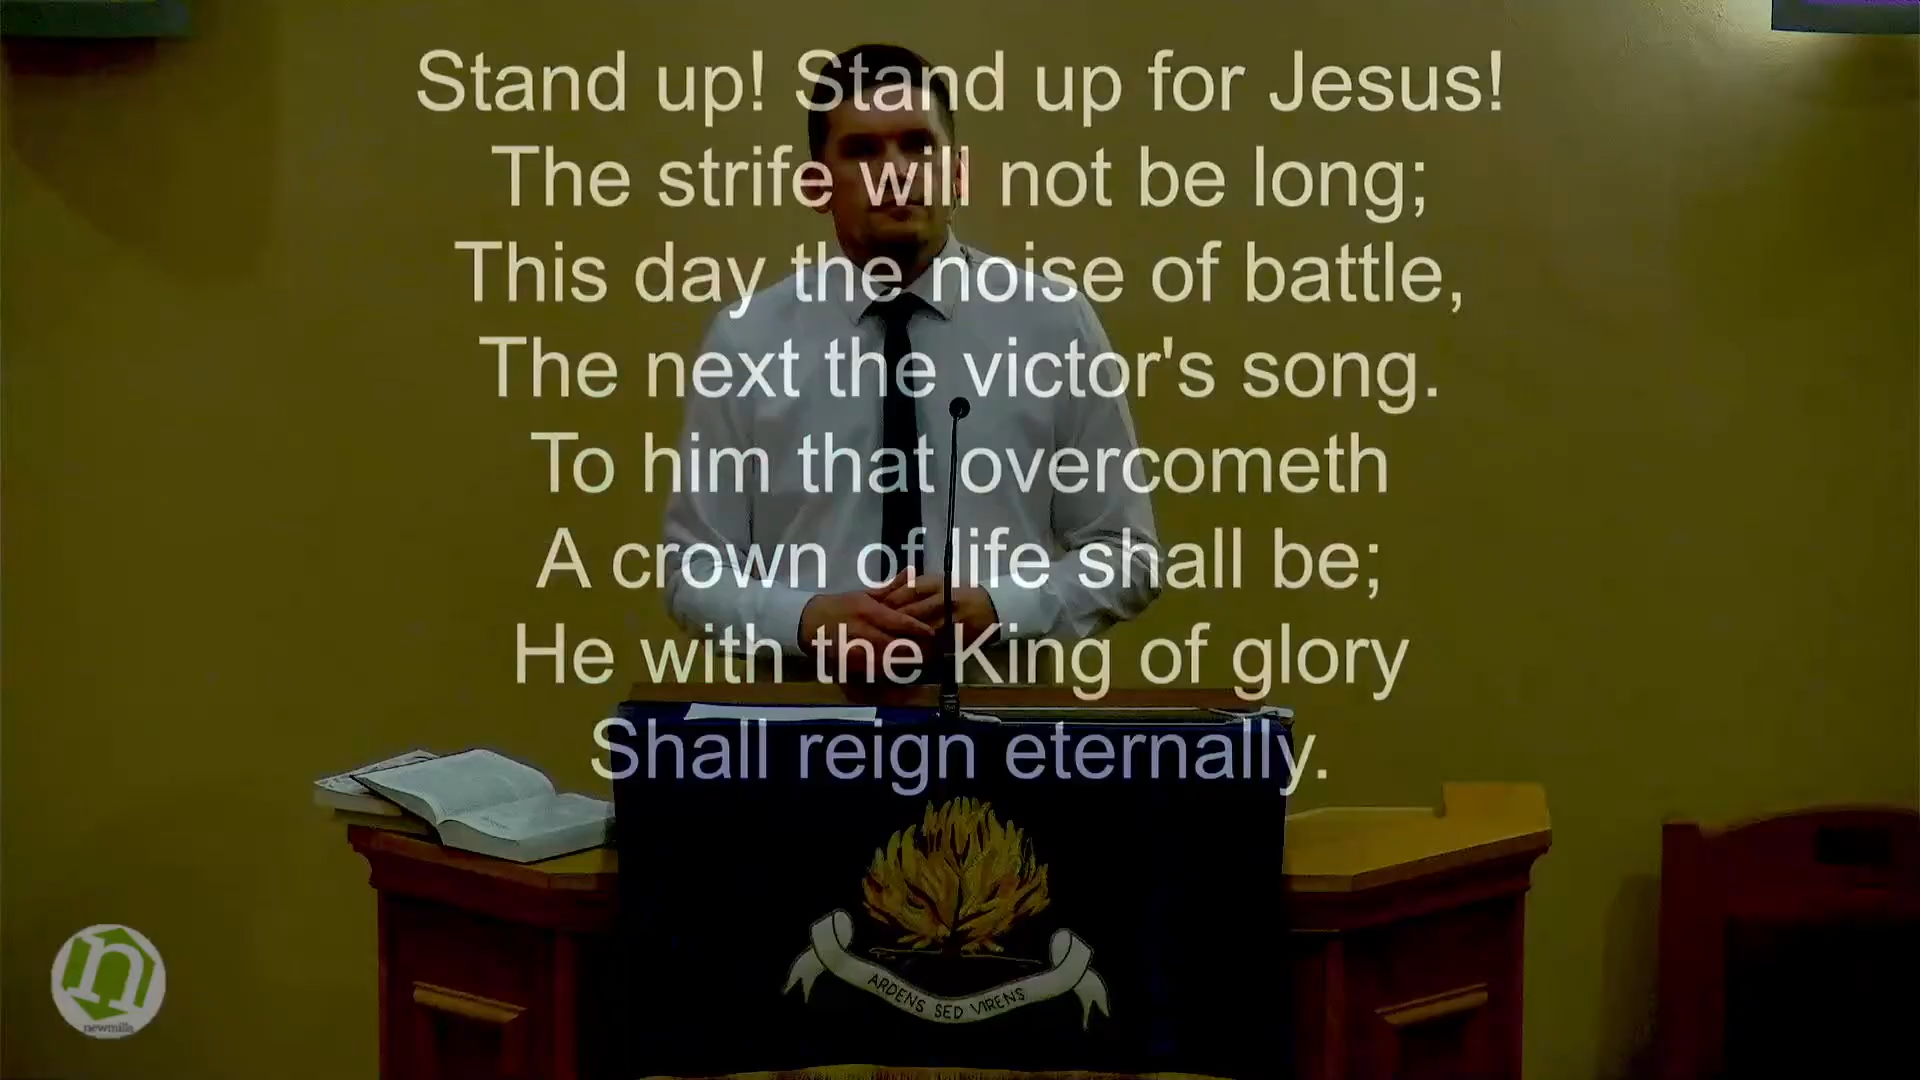 Stand up! Stand up for Jesus!
The strife will not be long;
This day the noise of battle,
The next the victor's song.
To him that overcometh
A crown of life shall be;
He with the King of glory
Shall reign eternally.
ARDENS SED VIRENS
n
newmills